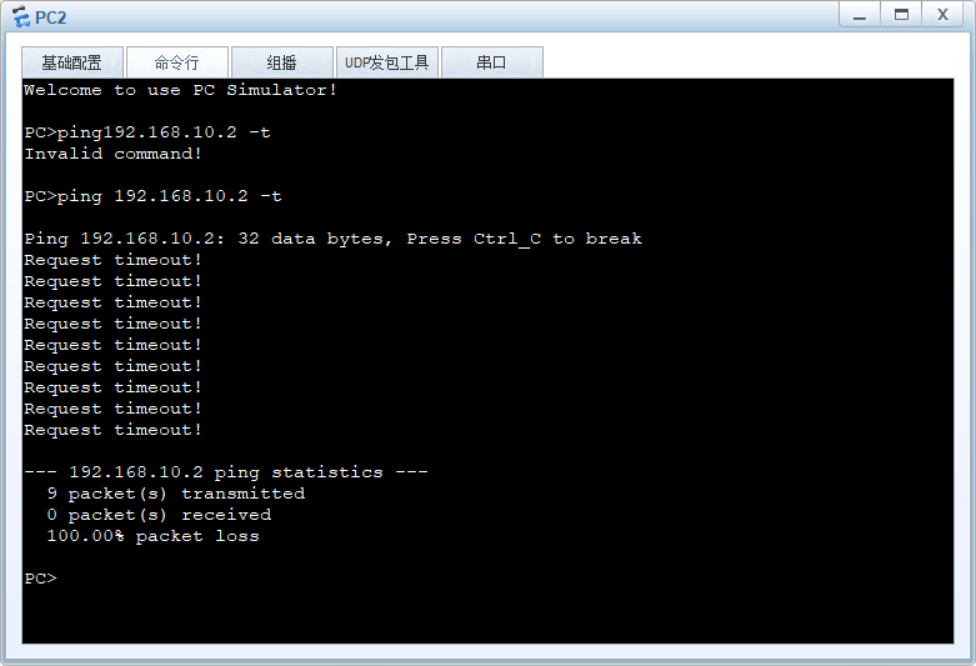 PC2
基础配置 命令行 组播 UDP发包工具 串口
Welcome to use PC Simulator!
PC>ping192.168.10.2 -t
Invalid command!
PC>ping 192.168.10.2 -t
Ping 192.168.10.2: 32 data bytes, Press Ctrl_C to break
Request timeout!
Request timeout!
Request timeout!
Request timeout!
Request timeout!
Request timeout!
Request timeout!
Request timeout!
Request timeout!
--- 192.168.10.2 ping statistics ---
9 packet(s) transmitted
0 packet(s) received
100.00% packet loss
PC>